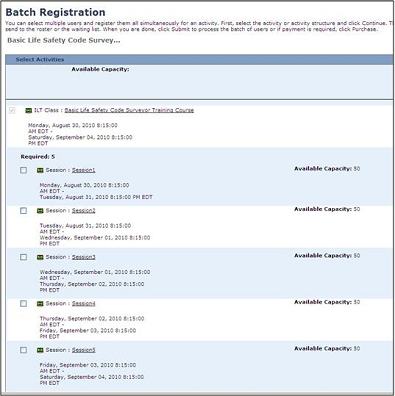 Batch Registration
You can select multiple users and register them all simultaneously for an activity. First, select the activity or activity structure and click Continue.
send to the roster or the waiting list. When you are done, click Submit to process the batch of users or if payment is required, click Purchase.
Basic Life Safety Code Survey...
Select Activities
Available Capacity:
ILT Class : Basic Life Safety Code Surveyor Training Course
Monday, August 30, 2010 8:15:00
AM EDT -
Saturday, September 04, 2010 8:15:00
PM EDT
Required: 5
Session : Session1 Available Capacity: 50
Monday, August 30, 2010 8:15:00
AM EDT -
Tuesday, August 31, 2010 8:15:00 PM EDT
Session : Session2 Available Capacity: 50
Tuesday, August 31, 2010 8:15:00
AM EDT -
Wednesday, September 01, 2010 8:15:00
PM EDT
Session : Session3 Available Capacity: 50
Wednesday, September 01, 2010 8:15:00
AM EDT -
Thursday, September 02, 2010 8:15:00
PM EDT
Session : Session4 Available Capacity: 50
Thursday, September 02, 2010 8:15:00
AM EDT -
Friday, September 03, 2010 8:15:00
PM EDT
Session : Session5 Available Capacity: 50
Friday, September 03, 2010 8:15:00
AM EDT -
Saturday, September 04, 2010 8:15:00
PM EDT